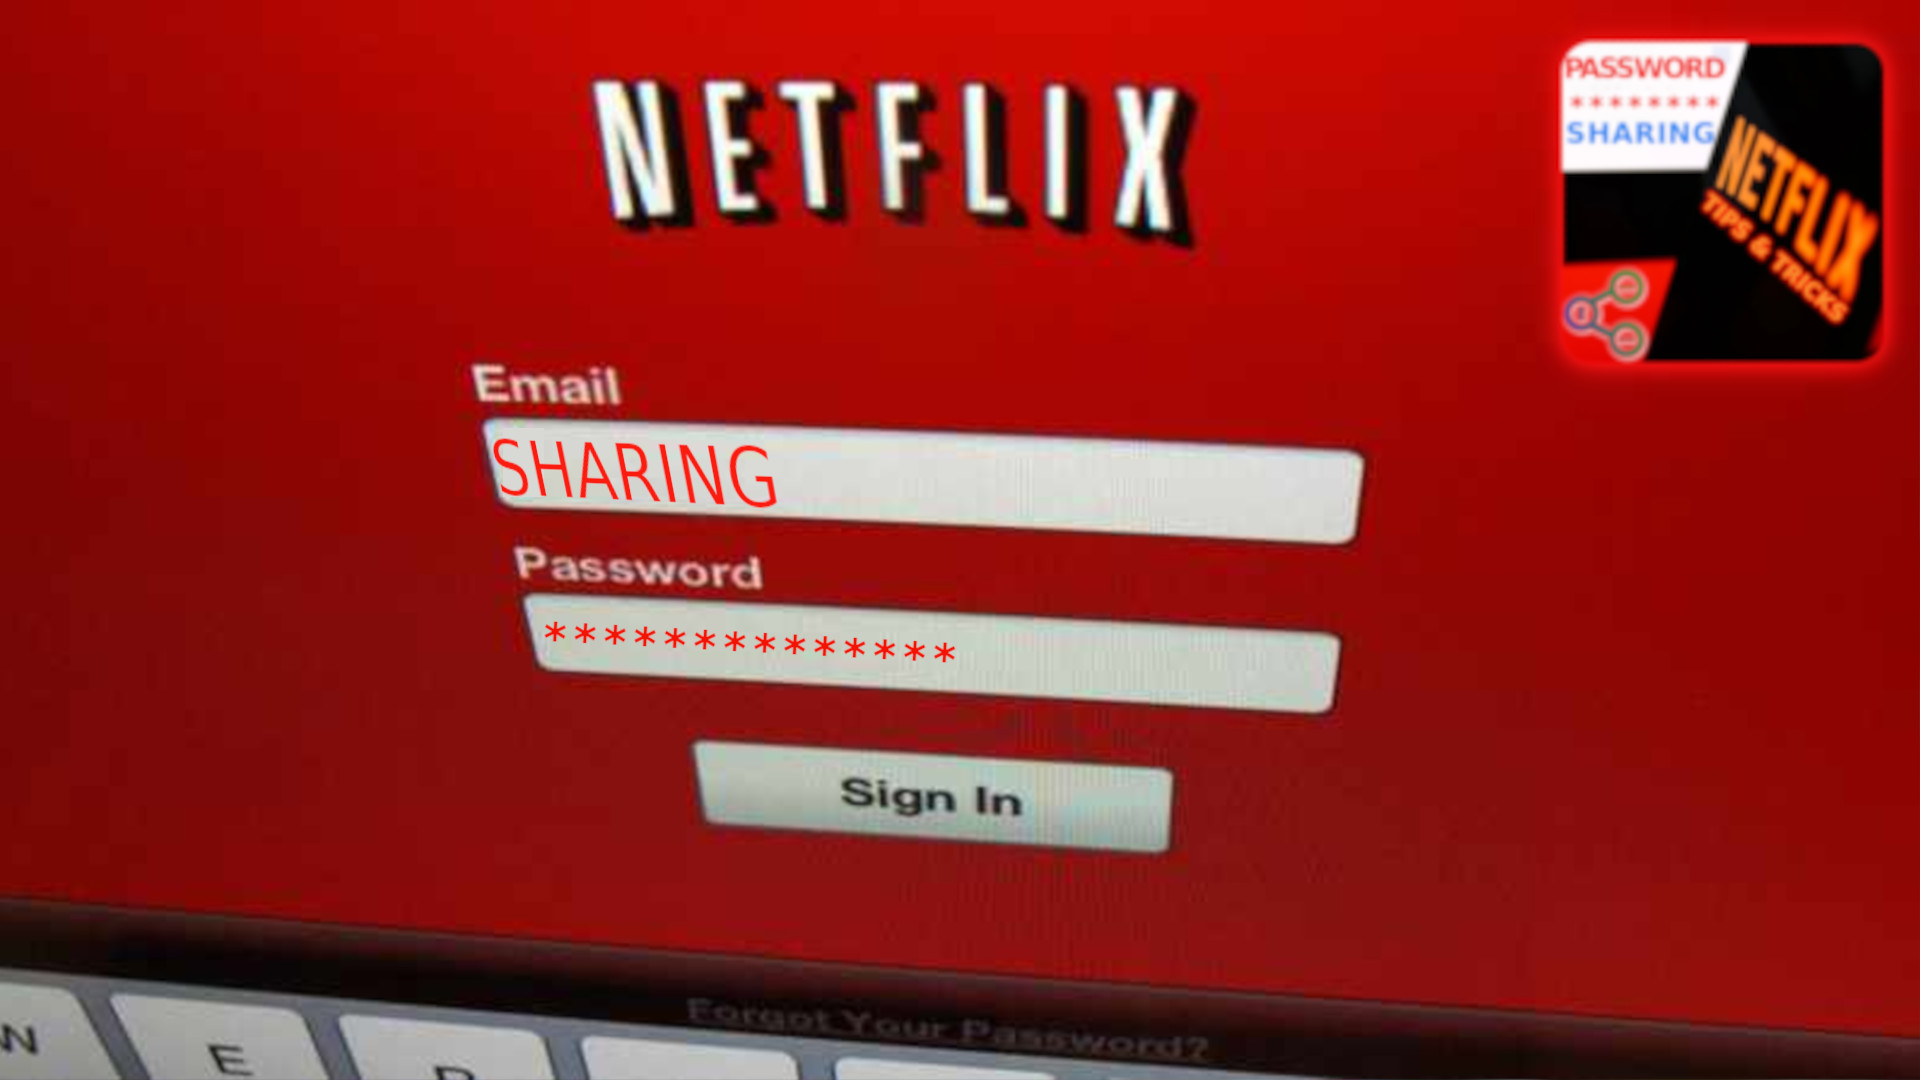 NETFLIX
PASSWORD
********
SHARING
NETFLIX
TIPS & TRICKS
Email
SHARING
Password
**************
Sign In
Forgot Your Password?
W
E